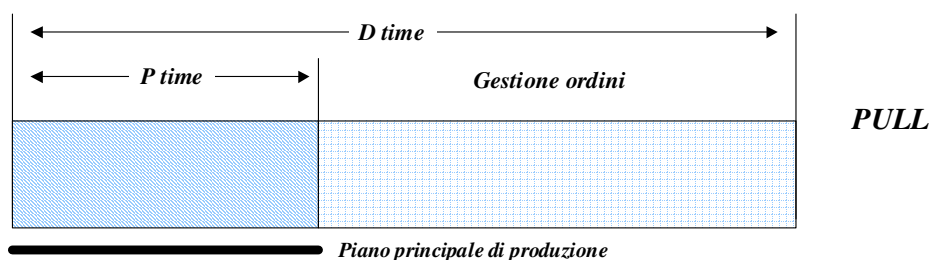 D time
P time
Gestione ordini
PULL
Piano principale di produzione